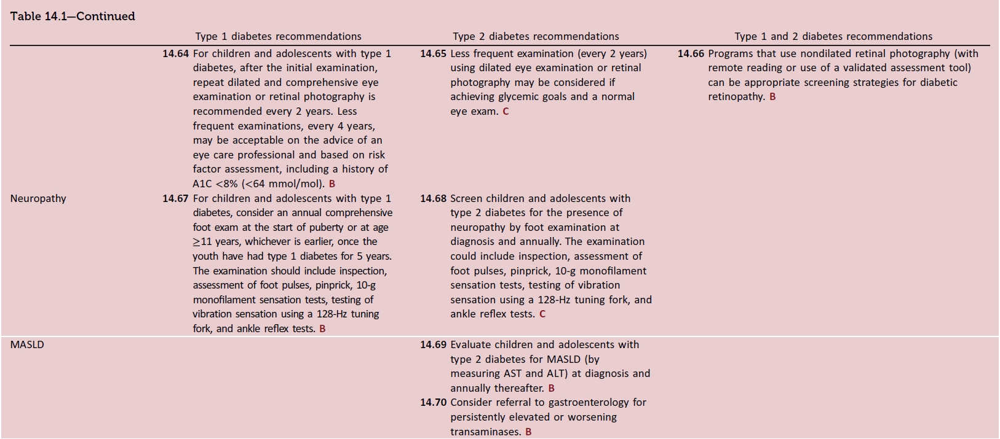 Table 14.1—Continued
Type 1 diabetes recommendations
Type 2 diabetes recommendations
Type 1 and 2 diabetes recommendations
14.64 For children and adolescents with type 1
diabetes, after the initial examination,
repeat dilated and comprehensive eye
examination or retinal photography is
recommended every 2 years. Less
frequent examinations, every 4 years,
may be acceptable on the advice of an
eye care professional and based on risk
factor assessment, including a history of
A1C <8% (<64 mmol/mol). B
14.65 Less frequent examination (every 2 years)
using dilated eye examination or retinal
photography may be considered if
achieving glycemic goals and a normal
eye exam. C
14.66 Programs that use nondilated retinal photography (with
remote reading or use of a validated assessment tool)
can be appropriate screening strategies for diabetic
retinopathy. B
Neuropathy
14.67 For children and adolescents with type 1
diabetes, consider an annual comprehensive
foot exam at the start of puberty or at age
≥11 years, whichever is earlier, once the
youth have had type 1 diabetes for 5 years.
The examination should include inspection,
assessment of foot pulses, pinprick, 10-g
monofilament sensation tests, testing of
vibration sensation using a 128-Hz tuning
fork, and ankle reflex tests. B
14.68 Screen children and adolescents with
type 2 diabetes for the presence of
neuropathy by foot examination at
diagnosis and annually. The examination
could include inspection, assessment of
foot pulses, pinprick, 10-g monofilament
sensation tests, testing of vibration
sensation using a 128-Hz tuning fork, and
ankle reflex tests. C
MASLD
14.69 Evaluate children and adolescents with
type 2 diabetes for MASLD (by
measuring AST and ALT) at diagnosis and
annually thereafter. B
14.70 Consider referral to gastroenterology for
persistently elevated or worsening
transaminases. B